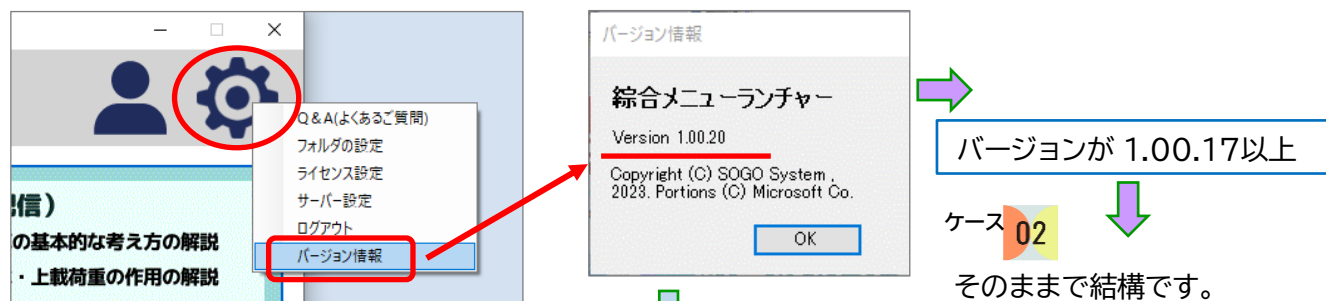 Q&A(よくあるご質問)
フォルダの設定
ライセンス設定
サーバー設定
ログアウト
バージョン情報
信)
の基本的な考え方の解説
・上載荷重の作用の解説
バージョン情報
綜合メニューランチャー
Version 1.00.20
Copyright (C) SOGO System ,
2023. Portions (C) Microsoft Co.
OK
バージョンが 1.00.17以上
ケース 02
そのままで結構です。